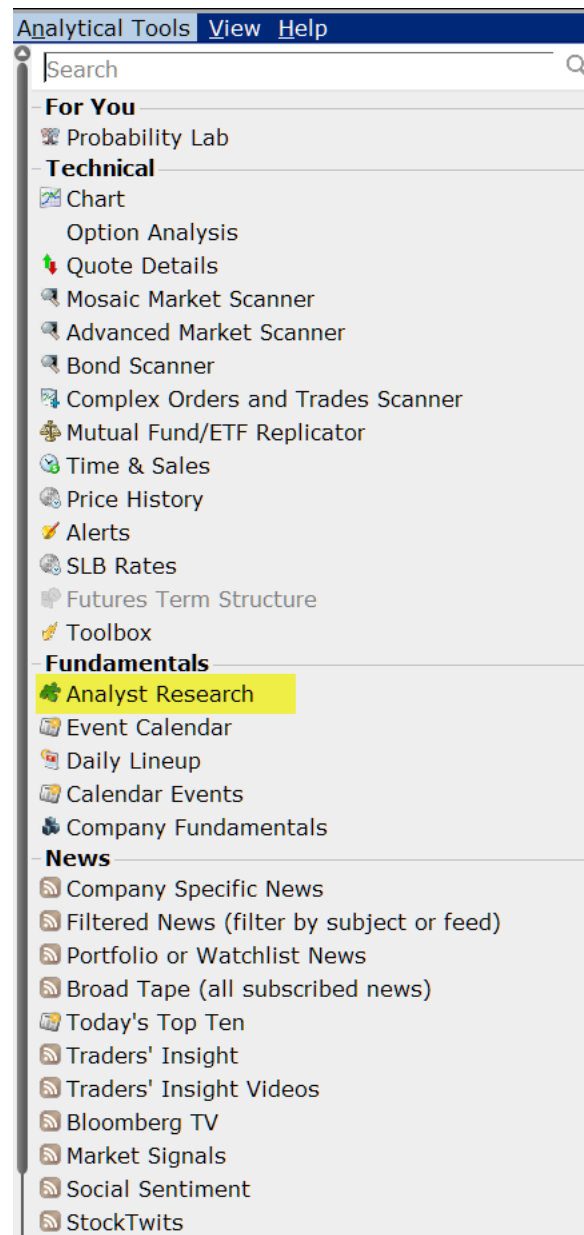 Analytical Tools View Help
Search
For You
Probability Lab
Technical
Chart
Option Analysis
Quote Details
Mosaic Market Scanner
Advanced Market Scanner
Bond Scanner
Complex Orders and Trades Scanner
Mutual Fund/ETF Replicator
Time & Sales
Price History
Alerts
SLB Rates
Futures Term Structure
Toolbox
Fundamentals
Analyst Research
Event Calendar
Daily Lineup
Calendar Events
Company Fundamentals
News
Company Specific News
Filtered News (filter by subject or feed)
Portfolio or Watchlist News
Broad Tape (all subscribed news)
Today's Top Ten
Traders' Insight
Traders' Insight Videos
Bloomberg TV
Market Signals
Social Sentiment
StockTwits